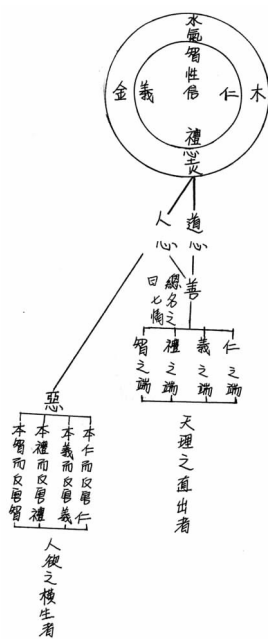 水氣
智性信
木
仁
義
金
禮
心火
道心
人心
善
總名之
曰七情
仁之端
義之端
禮之端
智之端
天理之直出者
惡
本仁而反害仁
本義而反害義
本禮而反害禮
本智而反害智
人欲之橫生者